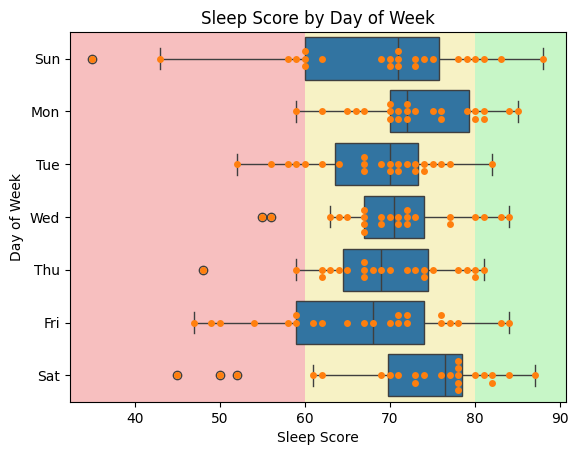 Sleep Score by Day of Week
Day of Week
Sun
Mon
Tue
Wed
Thu
Fri
Sat
40 50 60 70 80 90
Sleep Score